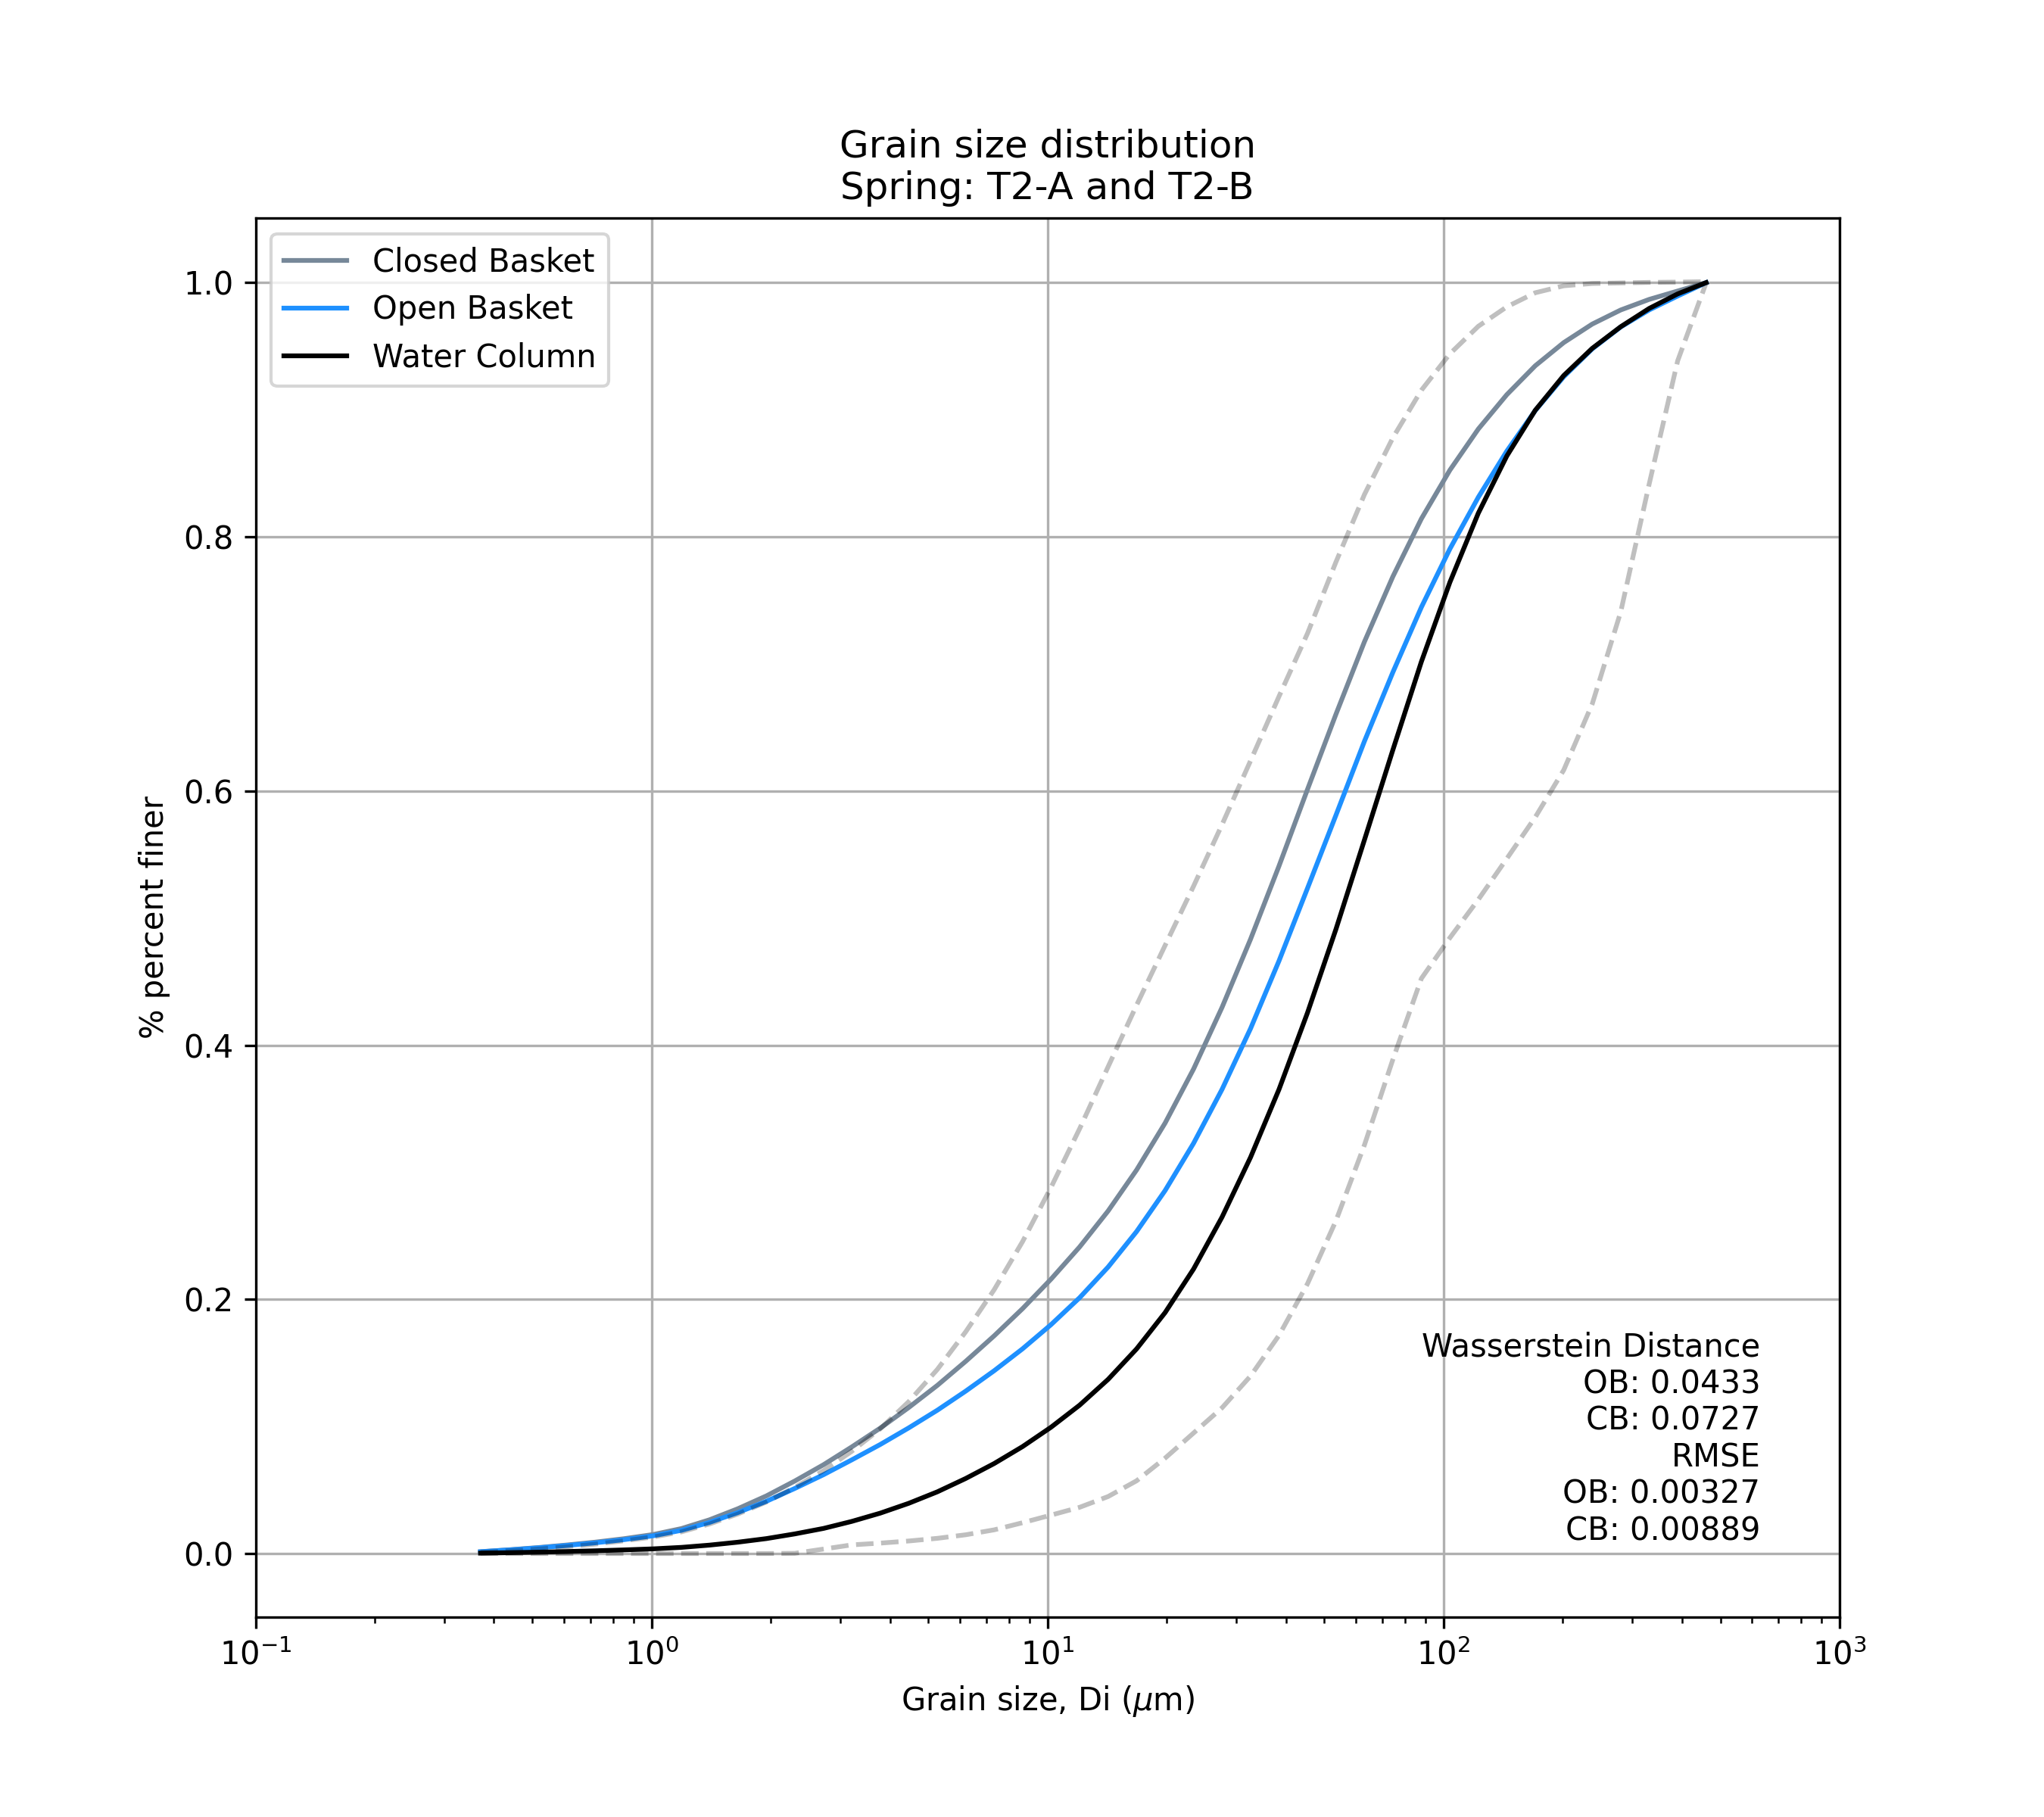 Grain size distribution
Spring: T2-A and T2-B
Closed Basket
Open Basket
Water Column
1.0
0.8
0.6
0.4
0.2
0.0
% percent finer
Wasserstein Distance
OB: 0.0433
CB: 0.0727
RMSE
OB: 0.00327
CB: 0.00889
10⁻¹ 10⁰ 10¹ 10² 10³
Grain size, Di (μm)